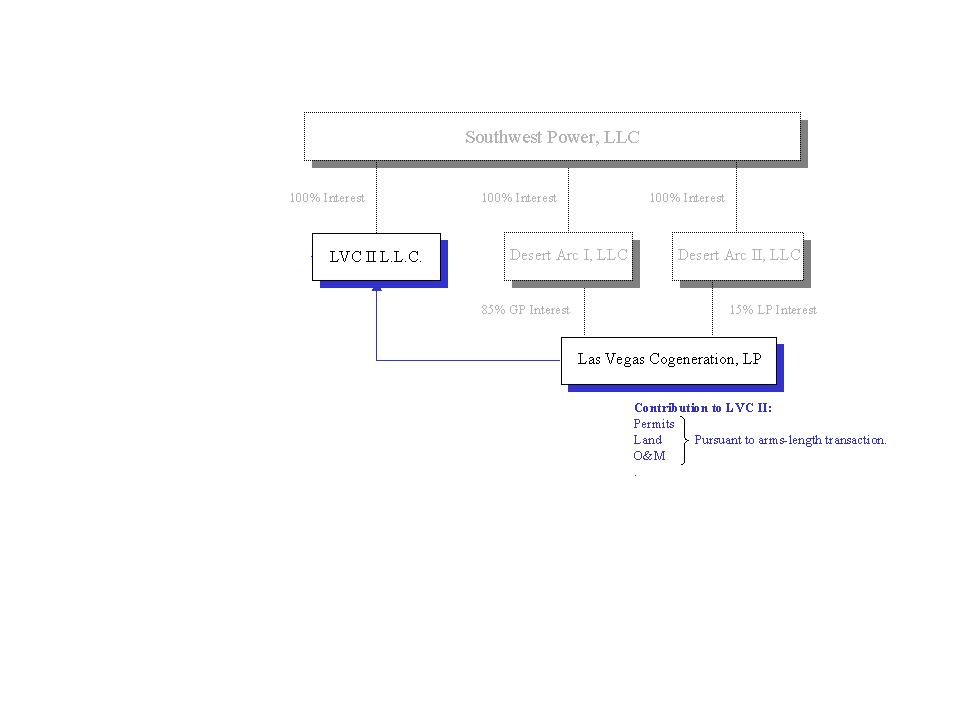 Southwest Power, LLC
100% Interest
100% Interest
100% Interest
LVC II L.L.C.
Desert Arc I, LLC
Desert Arc II, LLC
85% GP Interest
15% LP Interest
Las Vegas Cogeneration, LP
Contribution to LVC II:
Permits
Land
Pursuant to arms-length transaction.
O&M
.